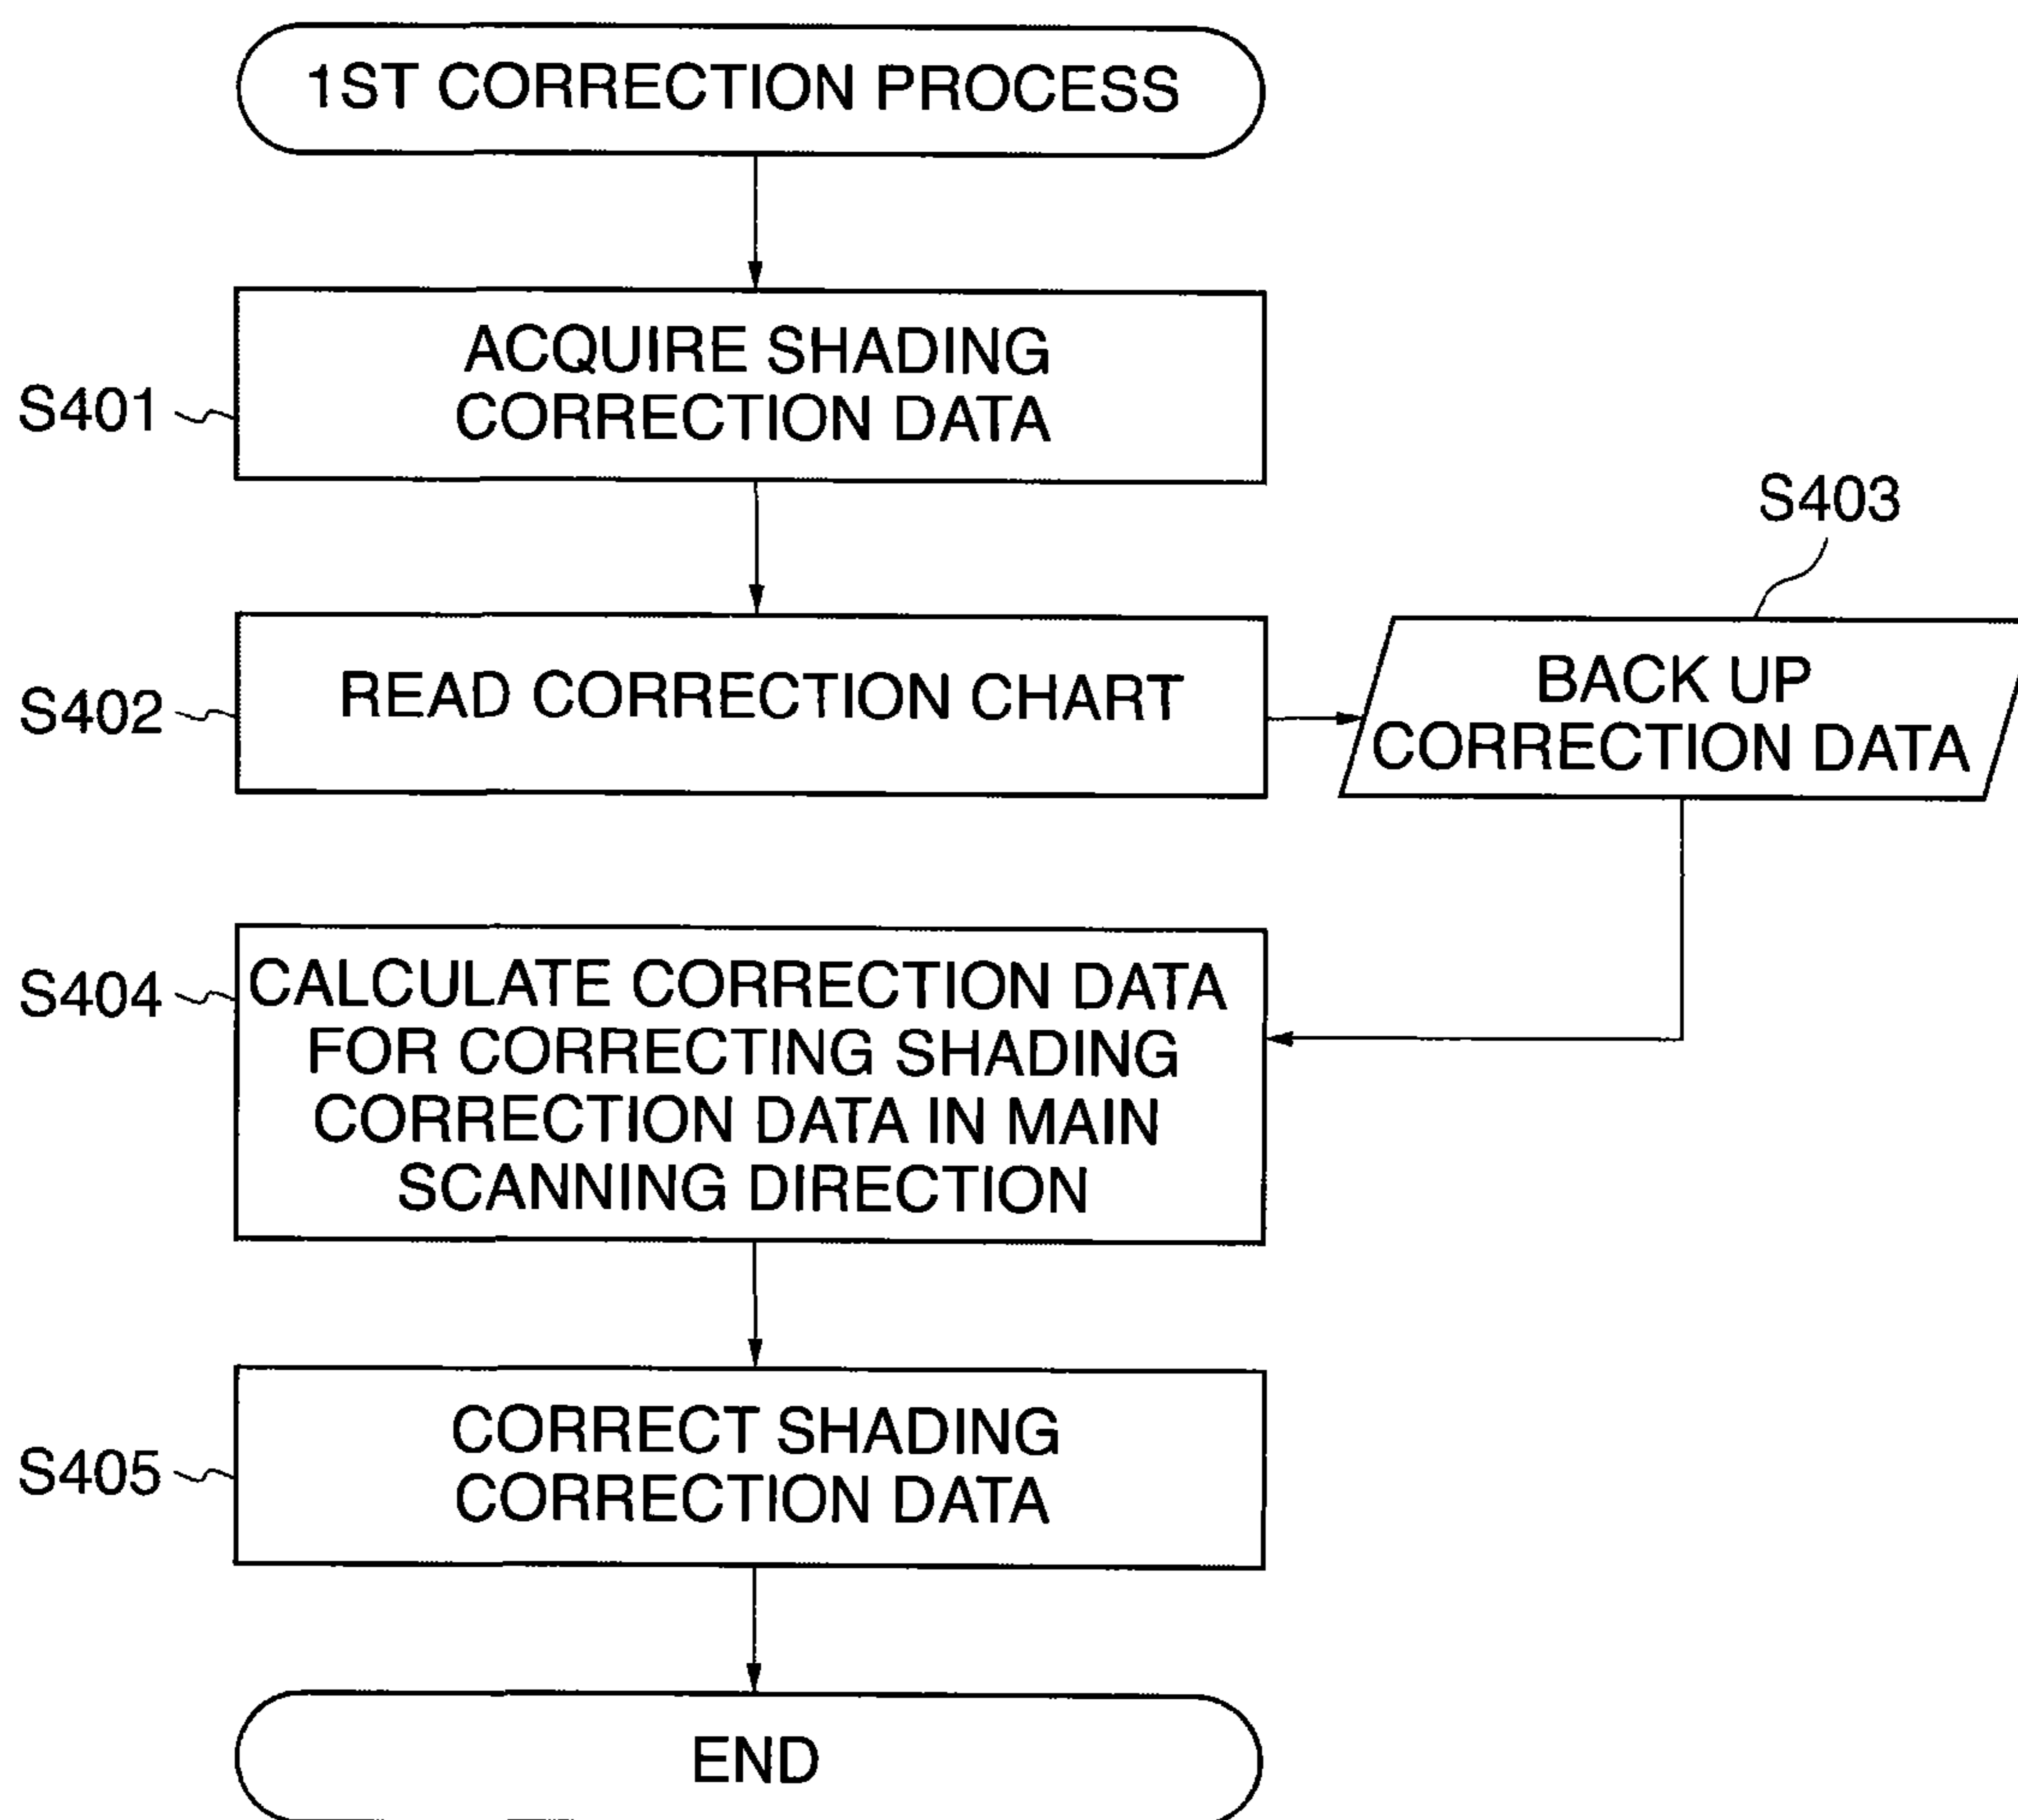 1ST CORRECTION PROCESS
S401
ACQUIRE SHADING
CORRECTION DATA
S402
READ CORRECTION CHART
S403
BACK UP
CORRECTION DATA
S404
CALCULATE CORRECTION DATA
FOR CORRECTING SHADING
CORRECTION DATA IN MAIN
SCANNING DIRECTION
S405
CORRECT SHADING
CORRECTION DATA
END